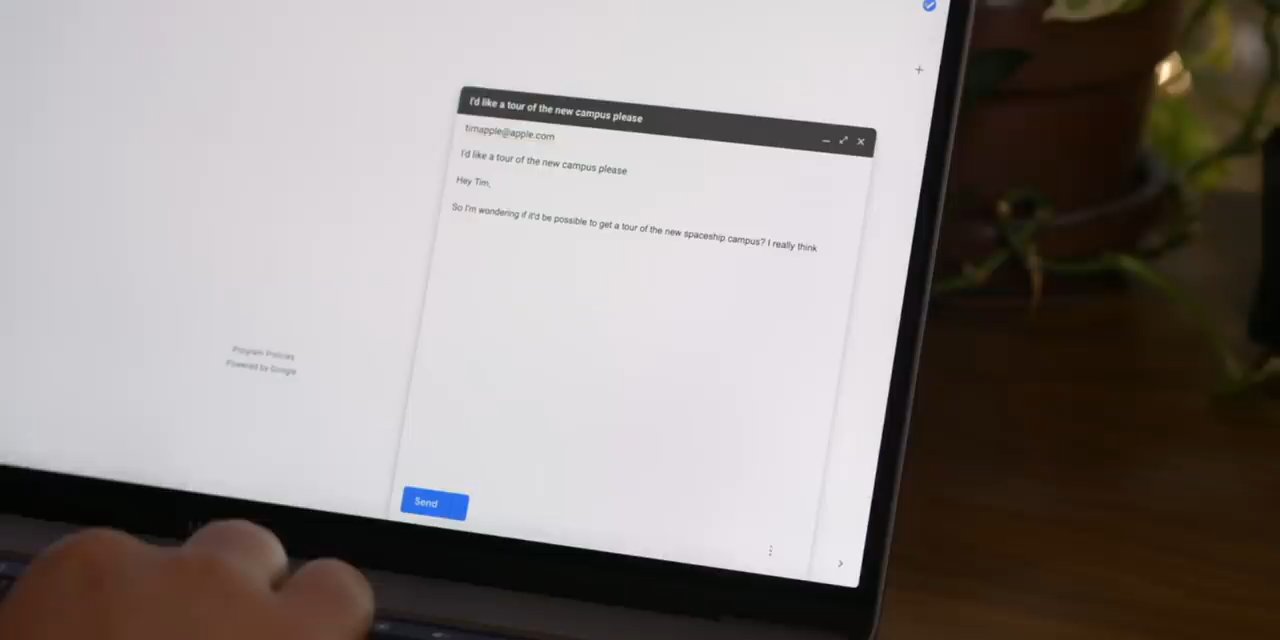 I'd like a tour of the new campus please
timapple@apple.com
I'd like a tour of the new campus please
Hey Tim,
So I'm wondering if it'd be possible to get a tour of the new spaceship campus? I really think
Program Policies
Powered by Google
Send